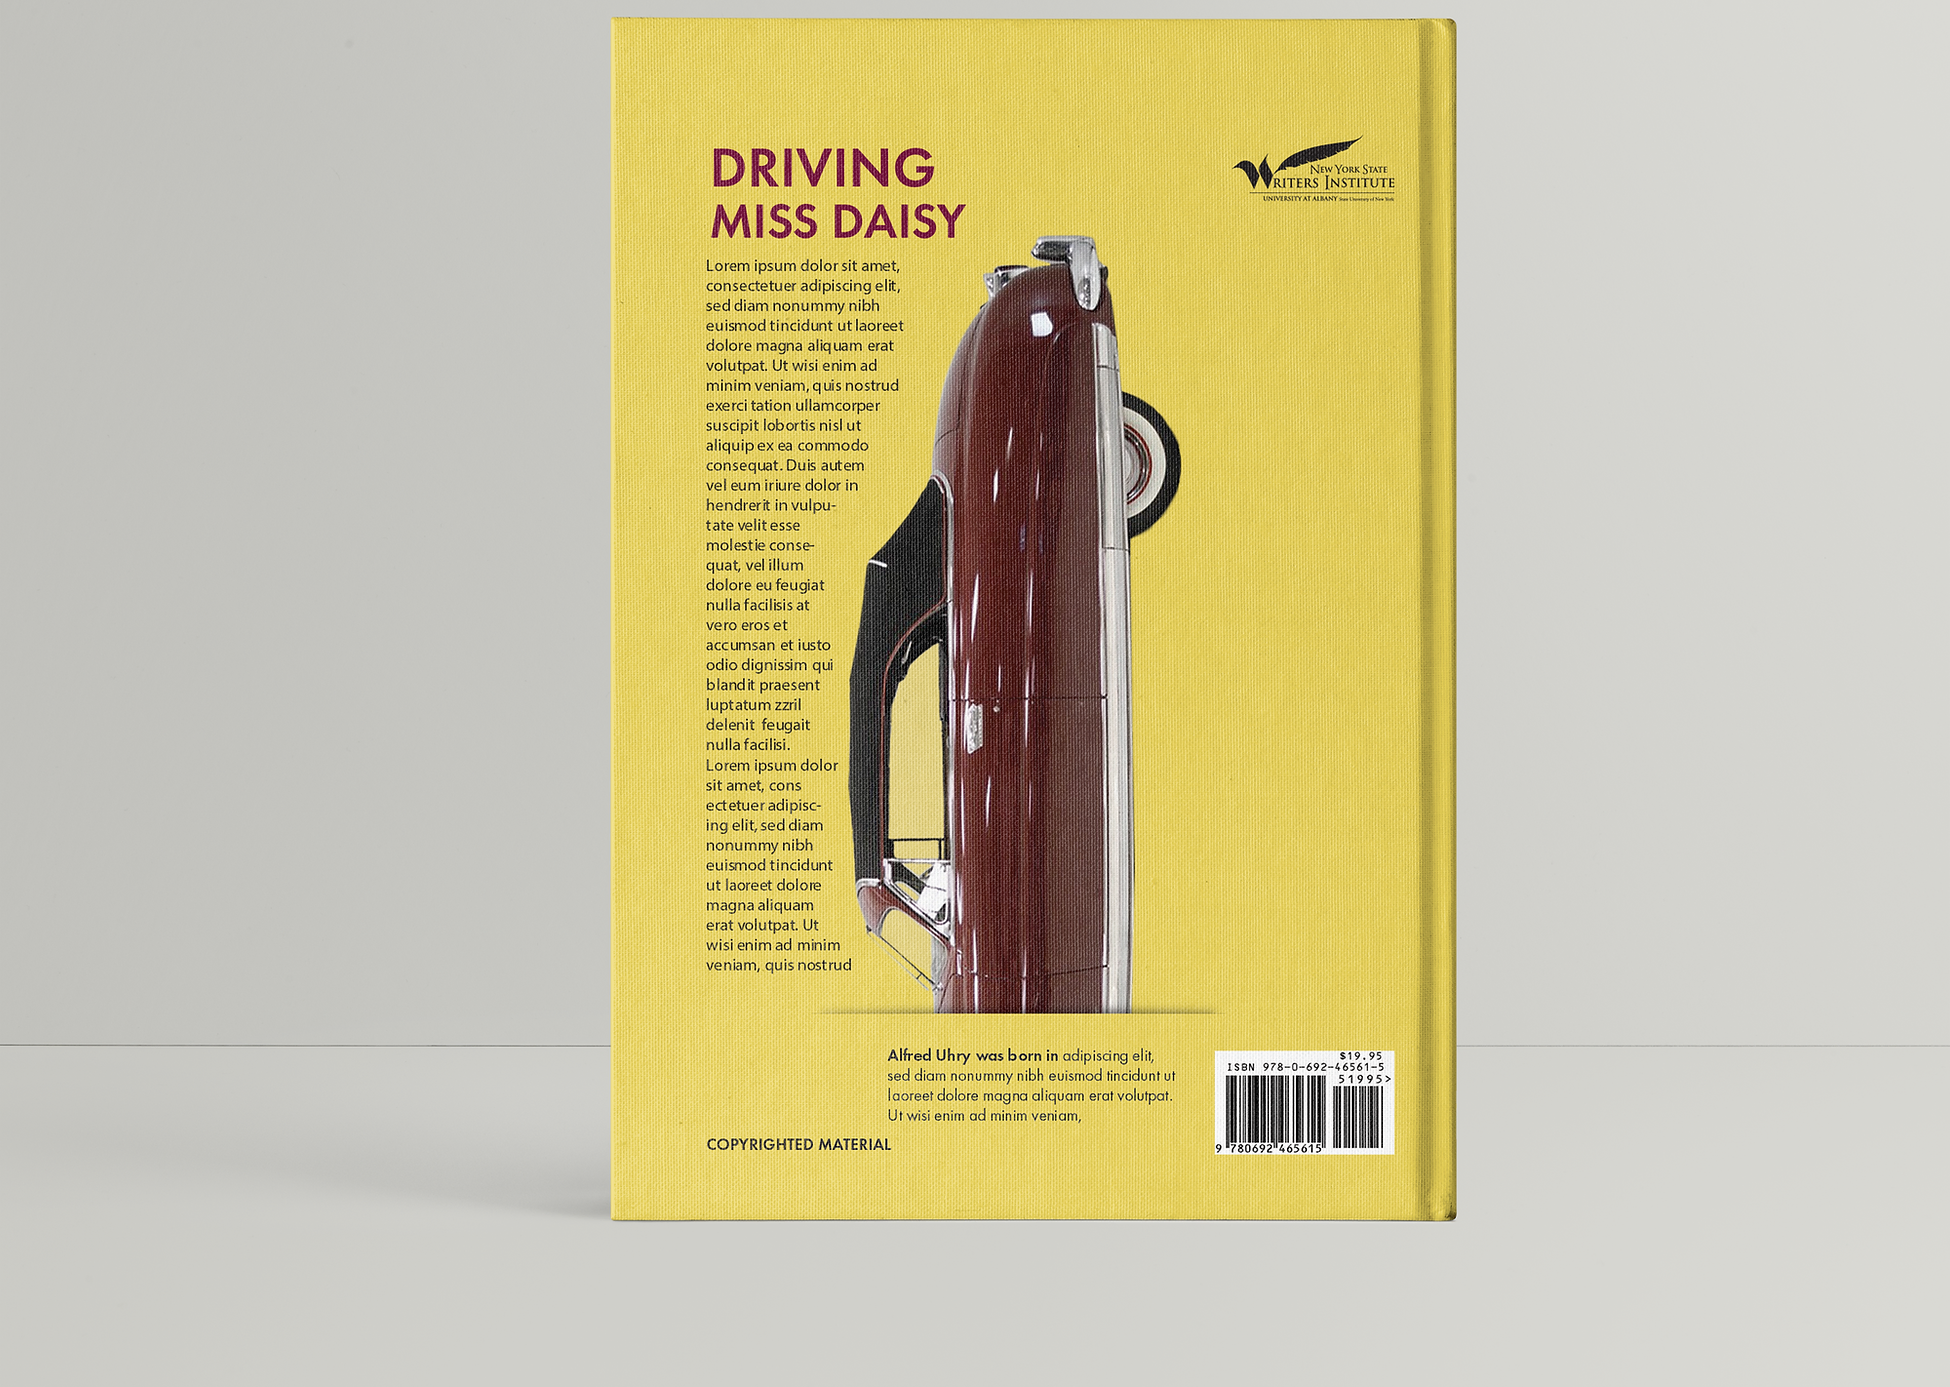 DRIVING
MISS DAISY
New York State
Writers Institute
UNIVERSITY AT ALBANY State University of New York
Lorem ipsum dolor sit amet,
consectetuer adipiscing elit,
sed diam nonummy nibh
euismod tincidunt ut laoreet
dolore magna aliquam erat
volutpat. Ut wisi enim ad
minim veniam, quis nostrud
exerci tation ullamcorper
suscipit lobortis nisl ut
aliquip ex ea commodo
consequat. Duis autem
vel eum iriure dolor in
hendrerit in vulpu-
tate velit esse
molestie conse-
quat, vel illum
dolore eu feugiat
nulla facilisis at
vero eros et
accumsan et iusto
odio dignissim qui
blandit praesent
luptatum zzril
delenit feugait
nulla facilisi.
Lorem ipsum dolor
sit amet, cons
ectetuer adipisc-
ing elit, sed diam
nonummy nibh
euismod tincidunt
ut laoreet dolore
magna aliquam
erat volutpat. Ut
wisi enim ad minim
veniam, quis nostrud
Alfred Uhry was born in adipiscing elit,
sed diam nonummy nibh euismod tincidunt ut
laoreet dolore magna aliquam erat volutpat.
Ut wisi enim ad minim veniam,
COPYRIGHTED MATERIAL
$19.95
ISBN 978-0-692-46561-5
51995>
9 780692 465615